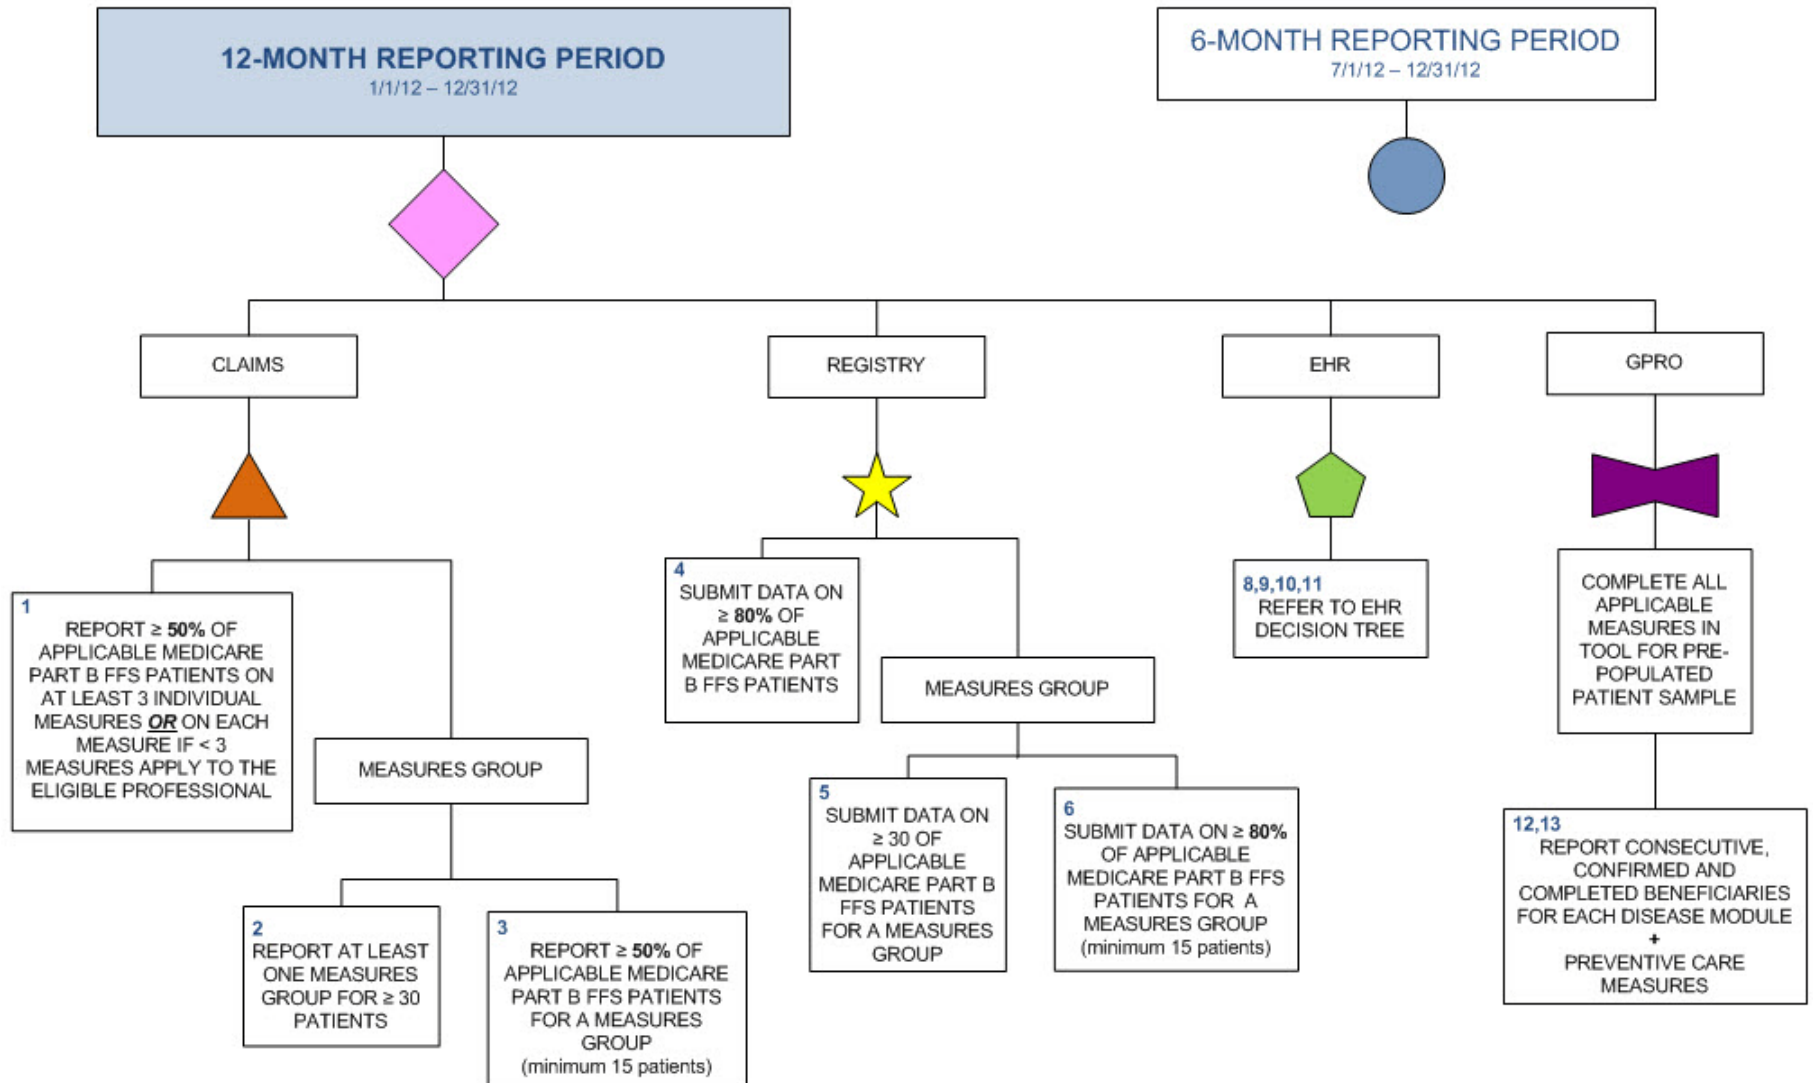 12-MONTH REPORTING PERIOD
1/1/12 – 12/31/12
6-MONTH REPORTING PERIOD
7/1/12 – 12/31/12
CLAIMS
REGISTRY
EHR
GPRO
1
REPORT ≥ 50% OF
APPLICABLE MEDICARE
PART B FFS PATIENTS ON
AT LEAST 3 INDIVIDUAL
MEASURES OR ON EACH
MEASURE IF < 3
MEASURES APPLY TO THE
ELIGIBLE PROFESSIONAL
MEASURES GROUP
2
REPORT AT LEAST
ONE MEASURES
GROUP FOR ≥ 30
PATIENTS
3
REPORT ≥ 50% OF
APPLICABLE MEDICARE
PART B FFS PATIENTS
FOR A MEASURES
GROUP
(minimum 15 patients)
4
SUBMIT DATA ON
≥ 80% OF
APPLICABLE
MEDICARE PART
B FFS PATIENTS
MEASURES GROUP
5
SUBMIT DATA ON
≥ 30 OF
APPLICABLE
MEDICARE PART B
FFS PATIENTS
FOR A MEASURES
GROUP
6
SUBMIT DATA ON ≥ 80%
OF APPLICABLE
MEDICARE PART B FFS
PATIENTS FOR A
MEASURES GROUP
(minimum 15 patients)
8,9,10,11
REFER TO EHR
DECISION TREE
COMPLETE ALL
APPLICABLE
MEASURES IN
TOOL FOR PRE-
POPULATED
PATIENT SAMPLE
12,13
REPORT CONSECUTIVE,
CONFIRMED AND
COMPLETED BENEFICIARIES
FOR EACH DISEASE MODULE
+
PREVENTIVE CARE
MEASURES